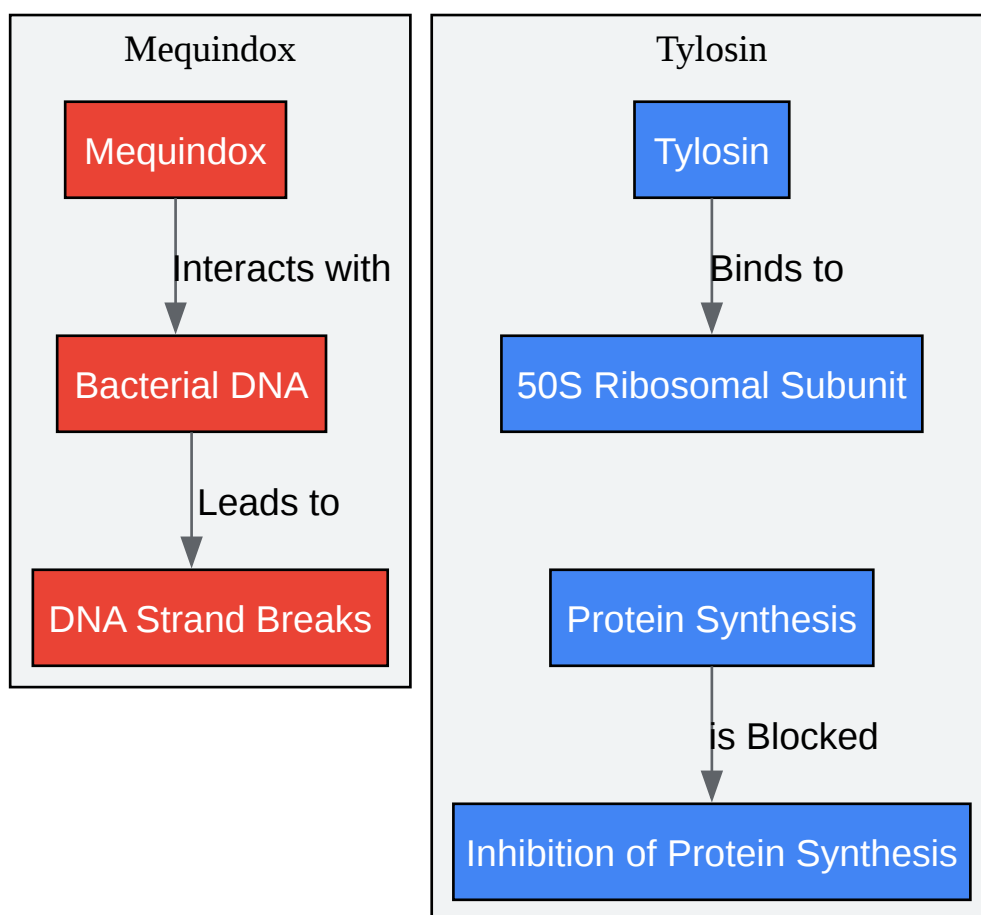 Mequindox
Mequindox
Interacts with
Bacterial DNA
Leads to
DNA Strand Breaks
Tylosin
Tylosin
Binds to
50S Ribosomal Subunit
Protein Synthesis
is Blocked
Inhibition of Protein Synthesis